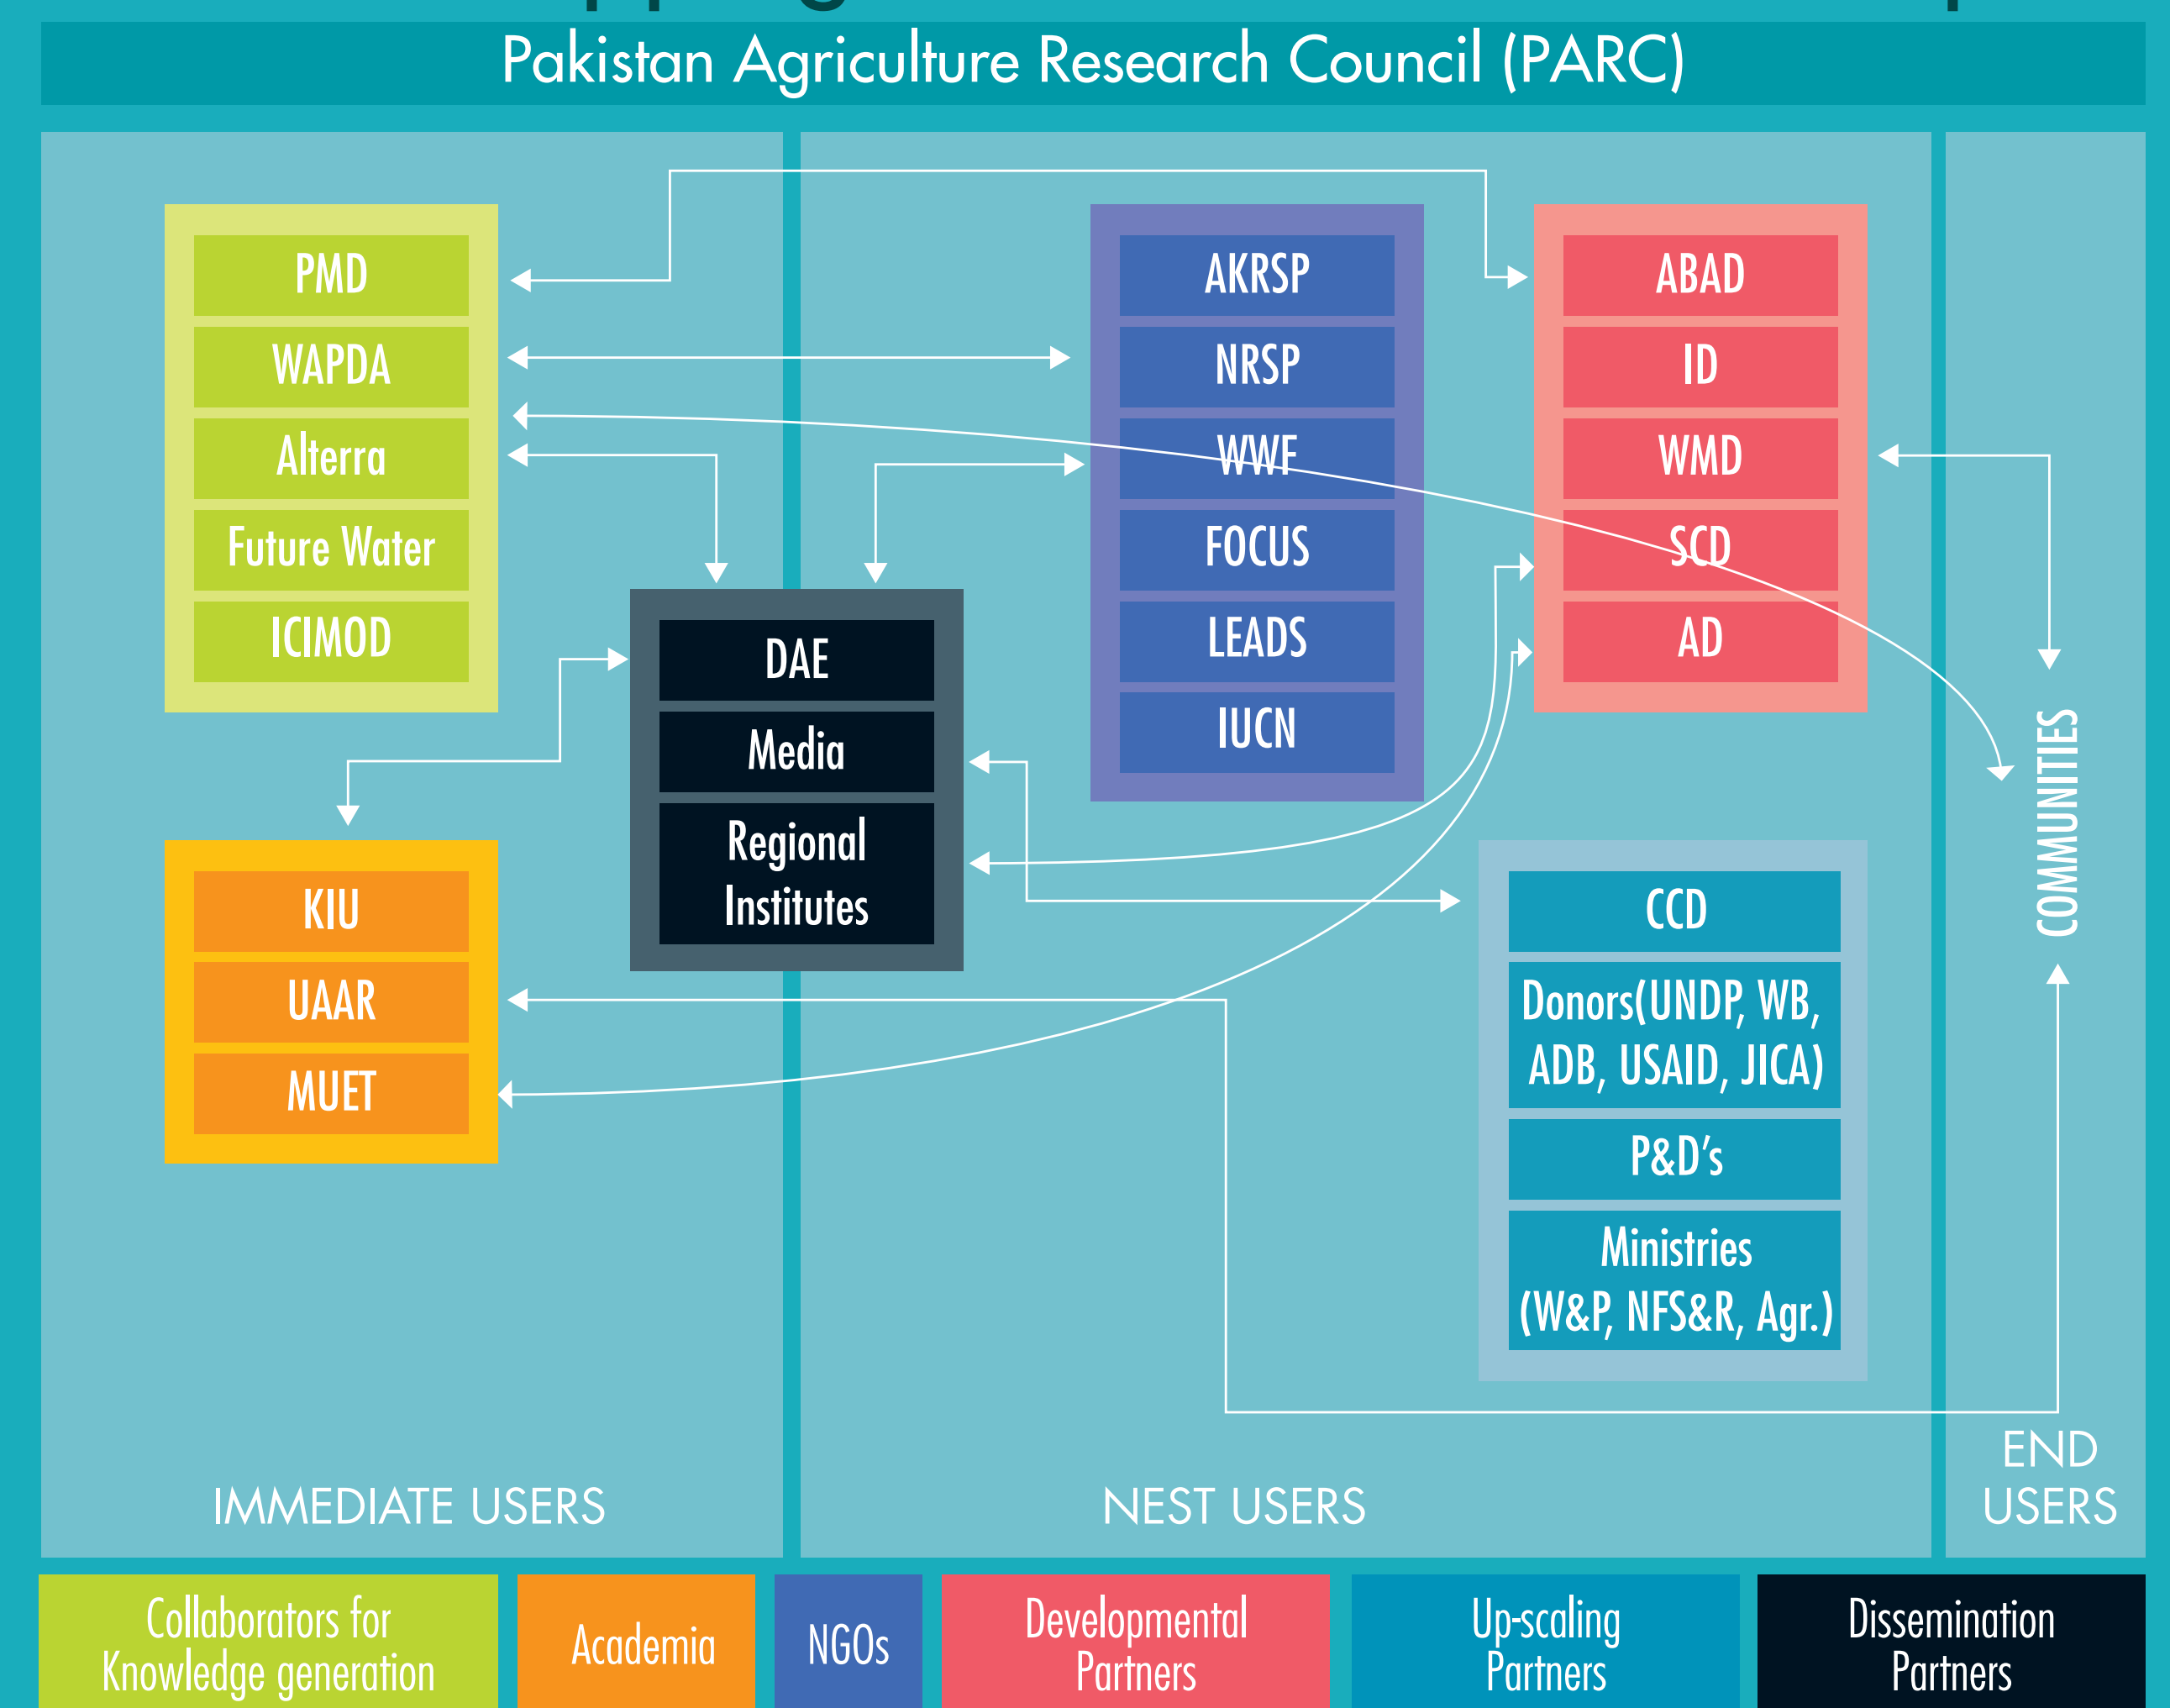 Pakistan Agriculture Research Council (PARC)
PMD
WAPDA
Alterra
Future Water
ICIMOD
KIU
UAAR
MUET
DAE
Media
Regional
Institutes
AKRSP
NRSP
WWF
FOCUS
LEADS
IUCN
ABAD
ID
WMD
SCD
AD
CCD
Donors(UNDP, WB,
ADB, USAID, JICA)
P&D’s
Ministries
(W&P, NFS&R, Agr.)
COMMUNITIES
IMMEDIATE USERS
NEST USERS
END
USERS
Collaborators for
Knowledge generation
Academia
NGOs
Developmental
Partners
Up-scaling
Partners
Dissemination
Partners